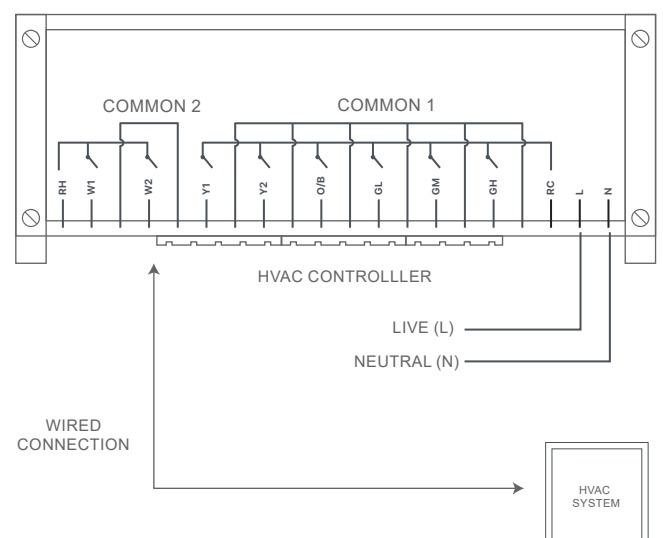 COMMON 2
COMMON 1
RH
W1
W2
Y1
Y2
O/B
GL
GM
GH
RC
L
N
HVAC CONTROLLLER
LIVE (L)
NEUTRAL (N)
WIRED
CONNECTION
HVAC
SYSTEM